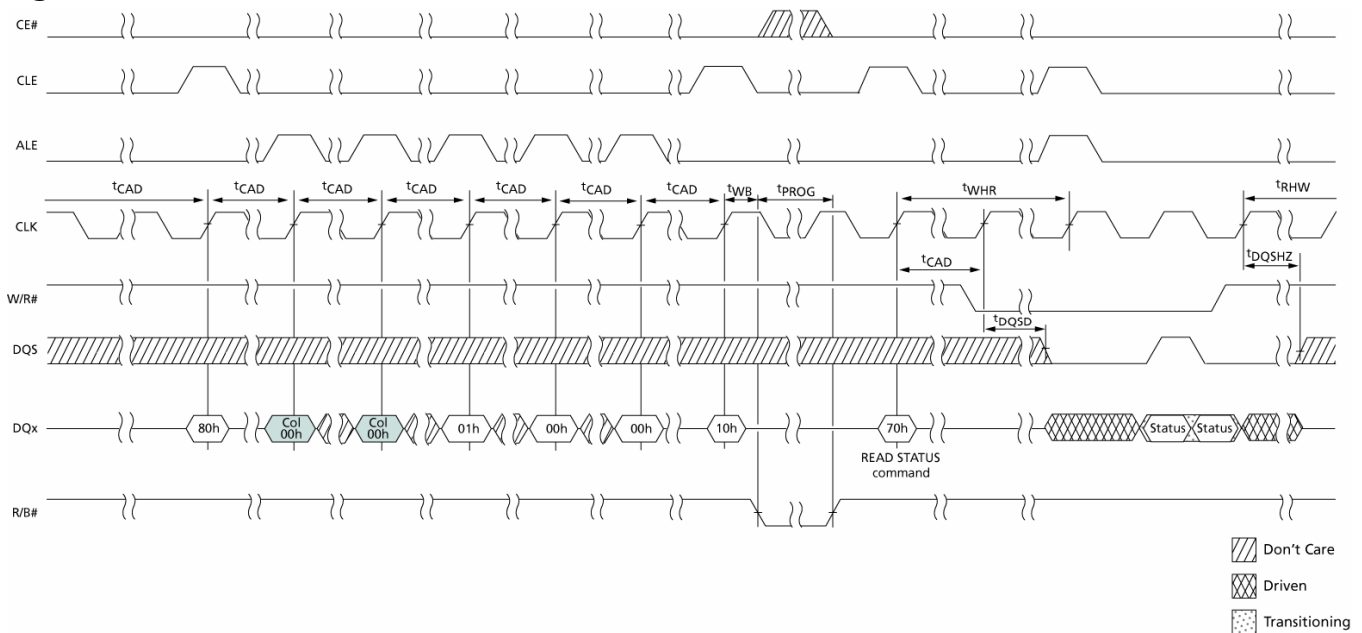 CE#
CLE
ALE
tCAD tCAD tCAD tCAD tCAD tCAD tCAD tWB tPROG tWHR tRHW
CLK
tCAD tDQSHZ
W/R#
tDQSD
DQS
DQx 80h Col 00h Col 00h 01h 00h 00h 10h 70h Status Status
READ STATUS
command
R/B#
Don't Care
Driven
Transitioning